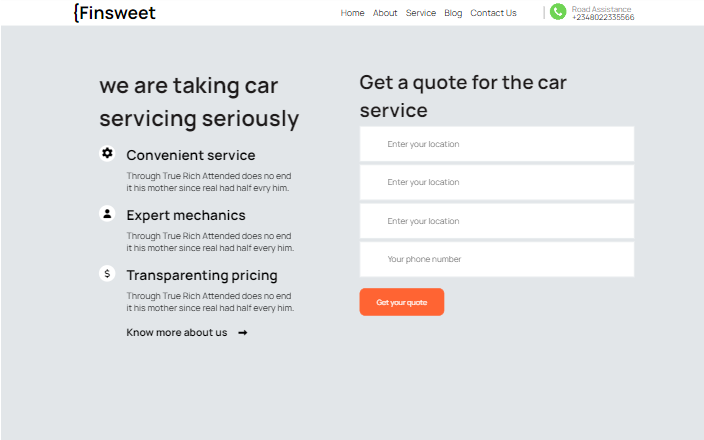 {Finsweet
Home About Service Blog Contact Us
Road Assistance
+2348022335566
we are taking car
servicing seriously
Convenient service
Through True Rich Attended does no end
it his mother since real had half evry him.
Expert mechanics
Through True Rich Attended does no end
it his mother since real had half every him.
$
Transparenting pricing
Through True Rich Attended does no end
it his mother since real had half every him.
Know more about us
Get a quote for the car
service
Enter your location
Enter your location
Enter your location
Your phone number
Get your quote